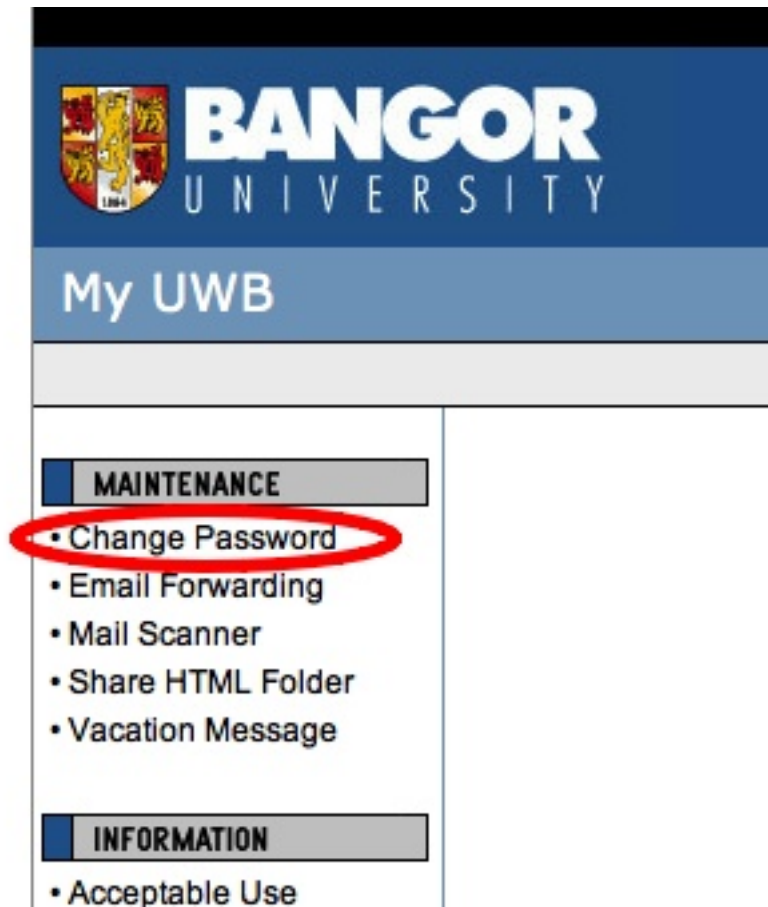 1884
BANGOR
UNIVERSITY
My UWB
MAINTENANCE
• Change Password
• Email Forwarding
• Mail Scanner
• Share HTML Folder
• Vacation Message
INFORMATION
• Acceptable Use